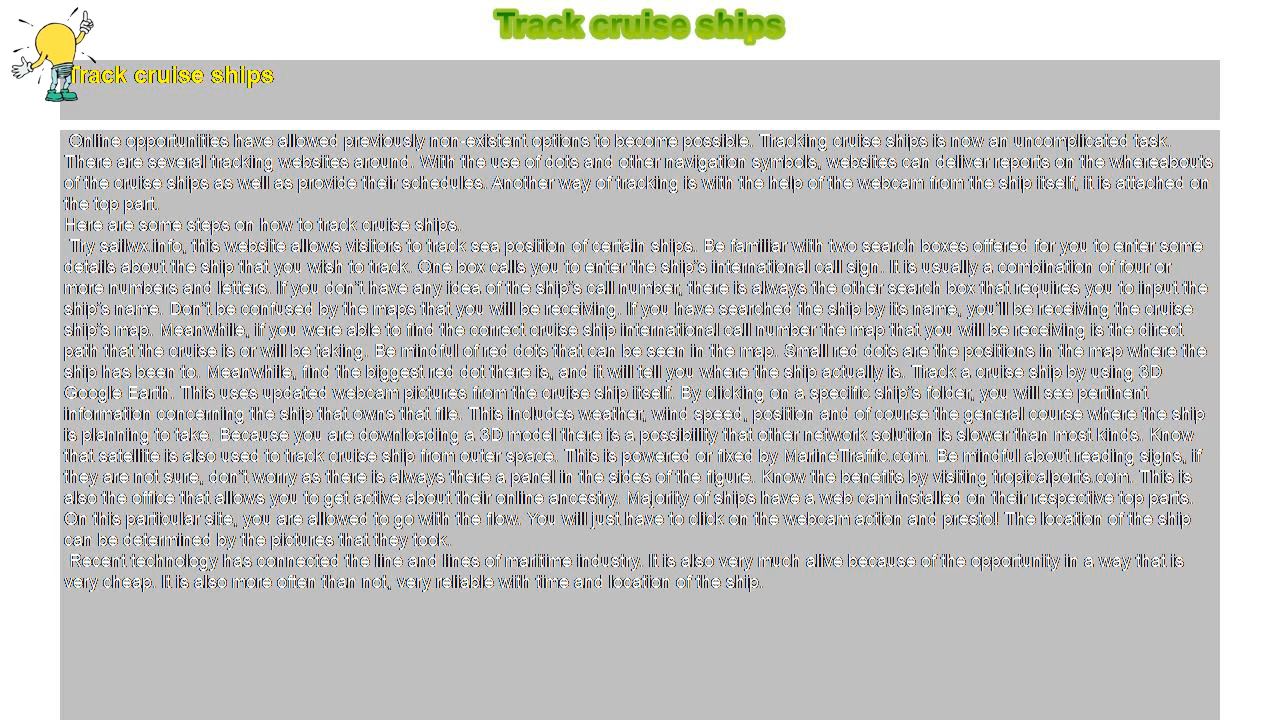 Track cruise ships
Track cruise ships
Online opportunities have allowed previously non-existent options to become possible. Tracking cruise ships is now an uncomplicated task.
There are several tracking websites around. With the use of dots and other navigation symbols, websites can deliver reports on the whereabouts
of the cruise ships as well as provide their schedules. Another way of tracking is with the help of the webcam from the ship itself, it is attached on
the top part.
Here are some steps on how to track cruise ships.
Try sailwx.info, this website allows visitors to track sea position of certain ships. Be familiar with two search boxes offered for you to enter some
details about the ship that you wish to track. One box calls you to enter the ship's international call sign. It is usually a combination of four or
more numbers and letters. If you don't have any idea of the ship's call number, there is always the other search box that requires you to input the
ship's name. Don't be confused by the maps that you will be receiving. If you have searched the ship by its name, you'll be receiving the cruise
ship's map. Meanwhile, if you were able to find the correct cruise ship international call number the map that you will be receiving is the direct
path that the cruise is or will be taking. Be mindful of red dots that can be seen in the map. Small red dots are the positions in the map where the
ship has been to. Meanwhile, find the biggest red dot there is, and it will tell you where the ship actually is. Track a cruise ship by using 3D
Google Earth. This uses updated webcam pictures from the cruise ship itself. By clicking on a specific ship's folder, you will see pertinent
information concerning the ship that owns that file. This includes weather, wind speed, position and of course the general course where the ship
is planning to take. Because you are downloading a 3D model there is a possibility that other network solution is slower than most kinds. Know
that satellite is also used to track cruise ship from outer space. This is powered or fixed by MarineTraffic.com. Be mindful about reading signs, if
they are not sure, don't worry as there is always there a panel in the sides of the figure. Know the benefits by visiting tropicalports.com. This is
also the office that allows you to get active about their online ancestry. Majority of ships have a web cam installed on their respective top parts.
On this particular site, you are allowed to go with the flow. You will just have to click on the webcam action and presto! The location of the ship
can be determined by the pictures that they took.
Recent technology has connected the line and lines of maritime industry. It is also very much alive because of the opportunity in a way that is
very cheap. It is also more often than not, very reliable with time and location of the ship.